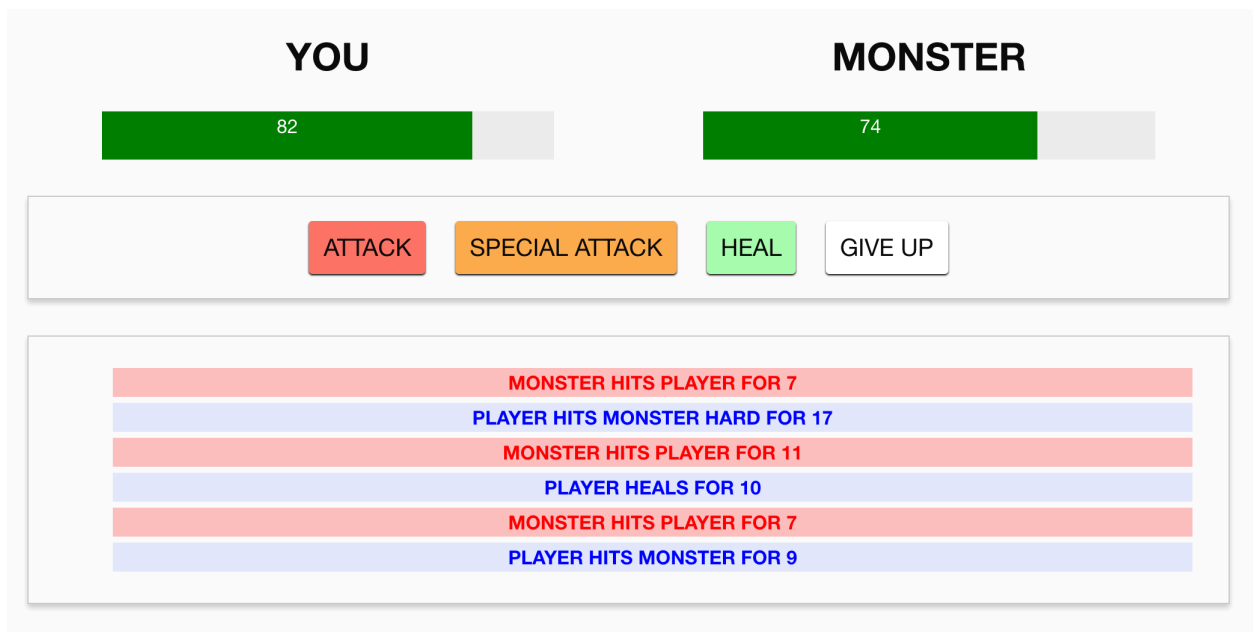 YOU
MONSTER
82
74
ATTACK
SPECIAL ATTACK
HEAL
GIVE UP
MONSTER HITS PLAYER FOR 7
PLAYER HITS MONSTER HARD FOR 17
MONSTER HITS PLAYER FOR 11
PLAYER HEALS FOR 10
MONSTER HITS PLAYER FOR 7
PLAYER HITS MONSTER FOR 9